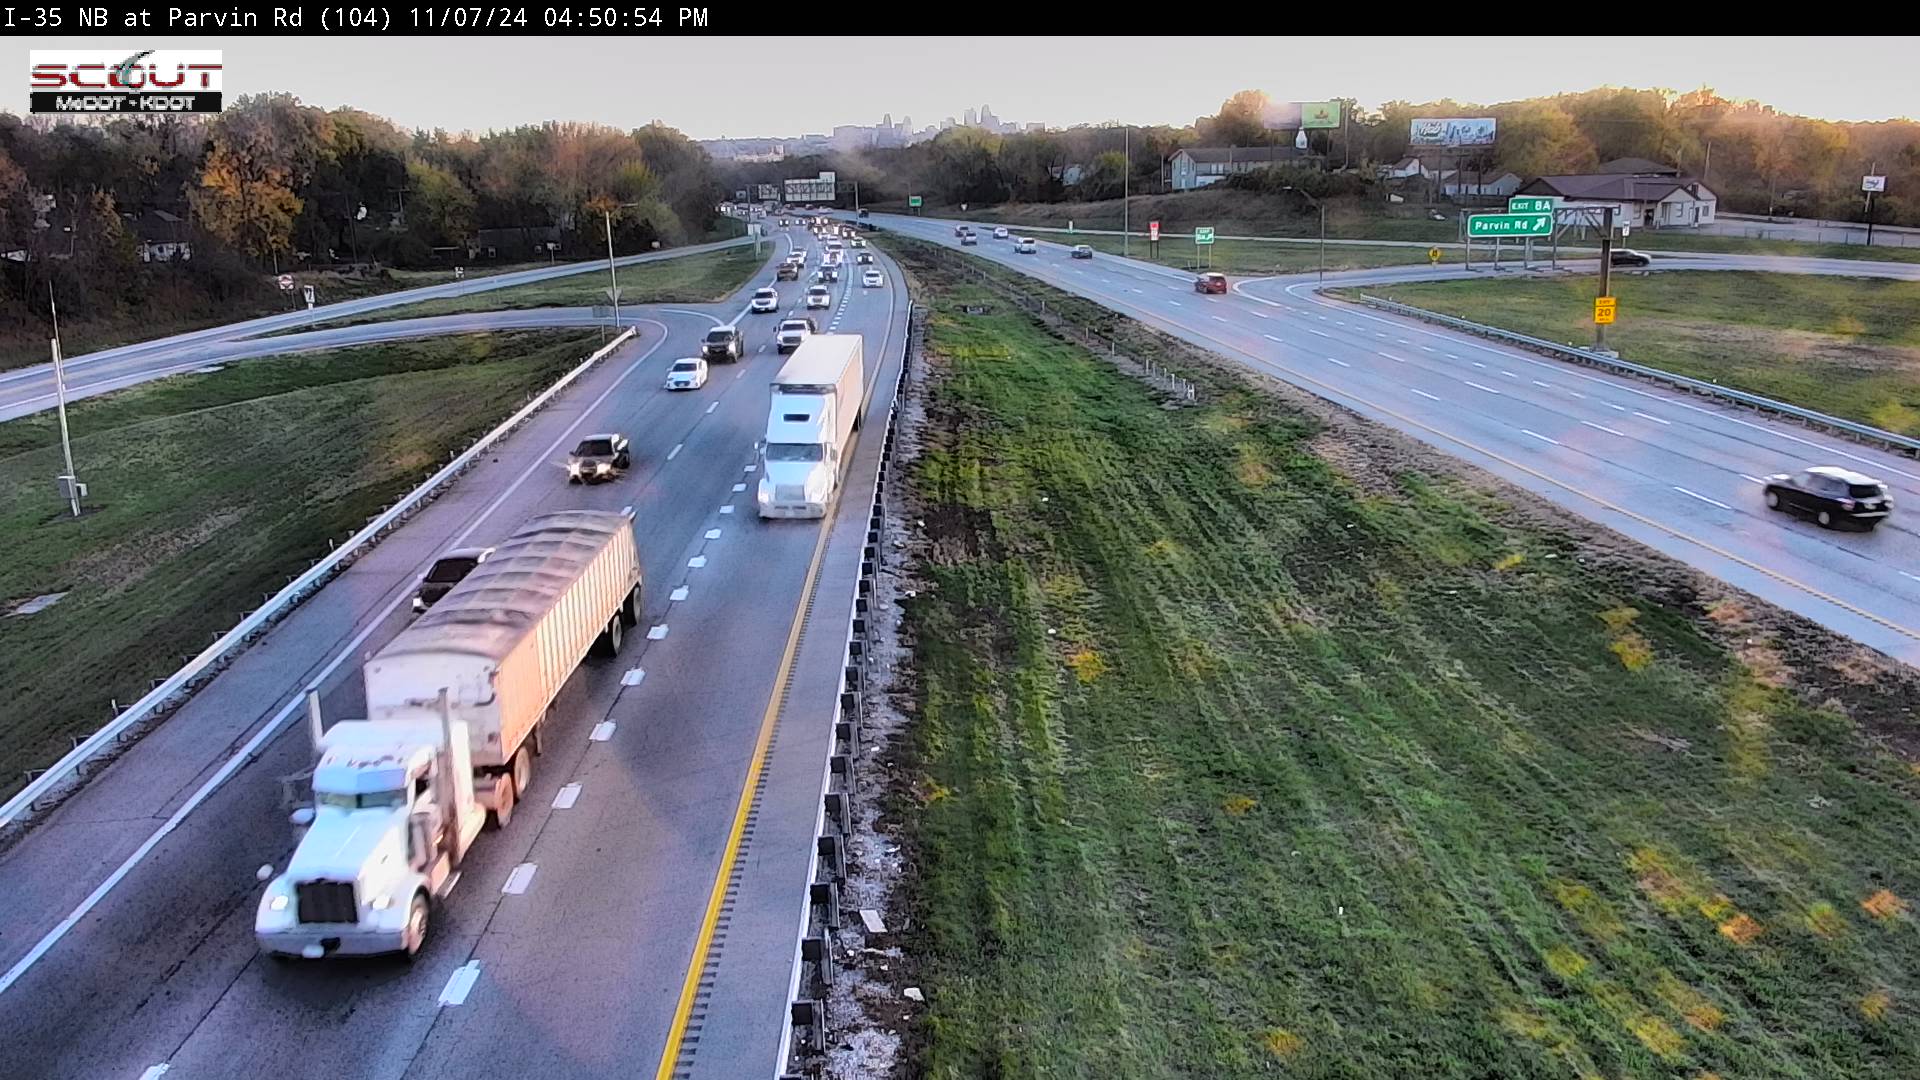 I-35 NB at Parvin Rd (104) 11/07/24 04:50:54 PM
SCOUT
MoDOT - KDOT
EXIT 8A
Parvin Rd
EXIT
20